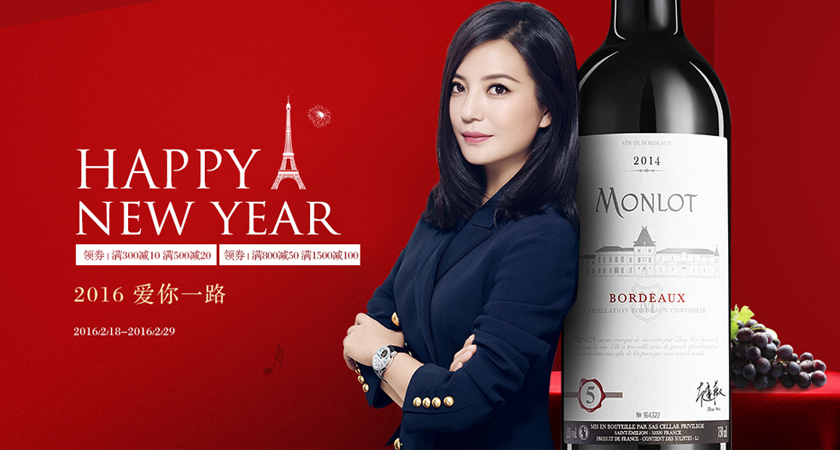 HAPPY
NEW YEAR
领券 | 满300减10 满500减20
领券 | 满800减50 满1500减100
2016 爱你一路
2016/2/18-2016/2/29
VIN DE BORDEAUX
2014
MONLOT
BORDEAUX
APPELLATION BORDEAUX CONTRÔLÉE
5
Nº 164322
Zhao Wei
MIS EN BOUTEILLE PAR SAS CELLAR PRIVILEGE
SAINT-ÉMILION - 33330 FRANCE
PRODUIT DE FRANCE - CONTIENT DES SULFITES - L1